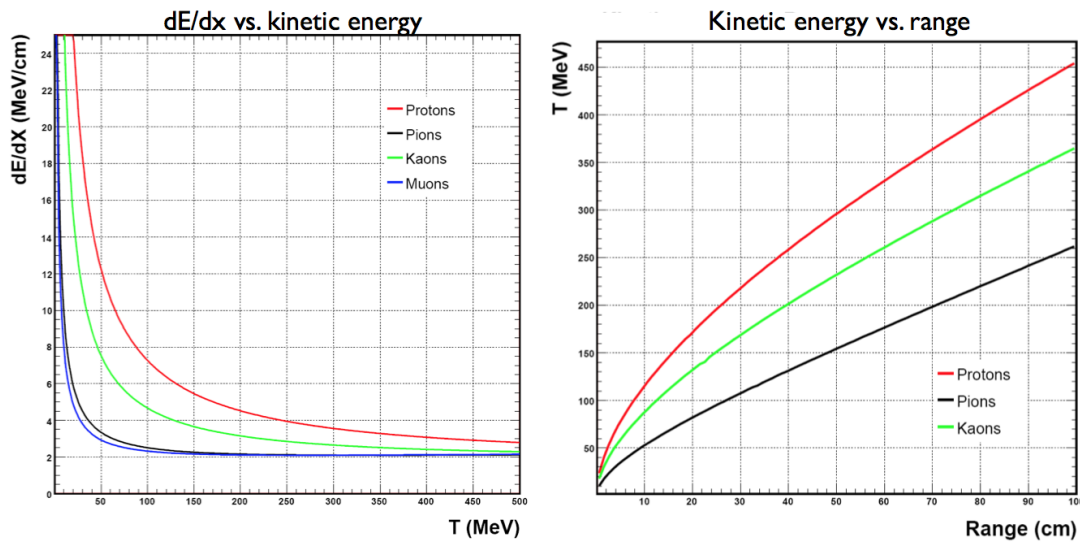 dE/dx vs. kinetic energy
dE/dX (MeV/cm)
24
22
20
18
16
14
12
10
8
6
4
2
0
Protons
Pions
Kaons
Muons
50 100 150 200 250 300 350 400 450 500
T (MeV)
Kinetic energy vs. range
T (MeV)
450
400
350
300
250
200
150
100
50
Protons
Pions
Kaons
10 20 30 40 50 60 70 80 90 10
Range (cm)